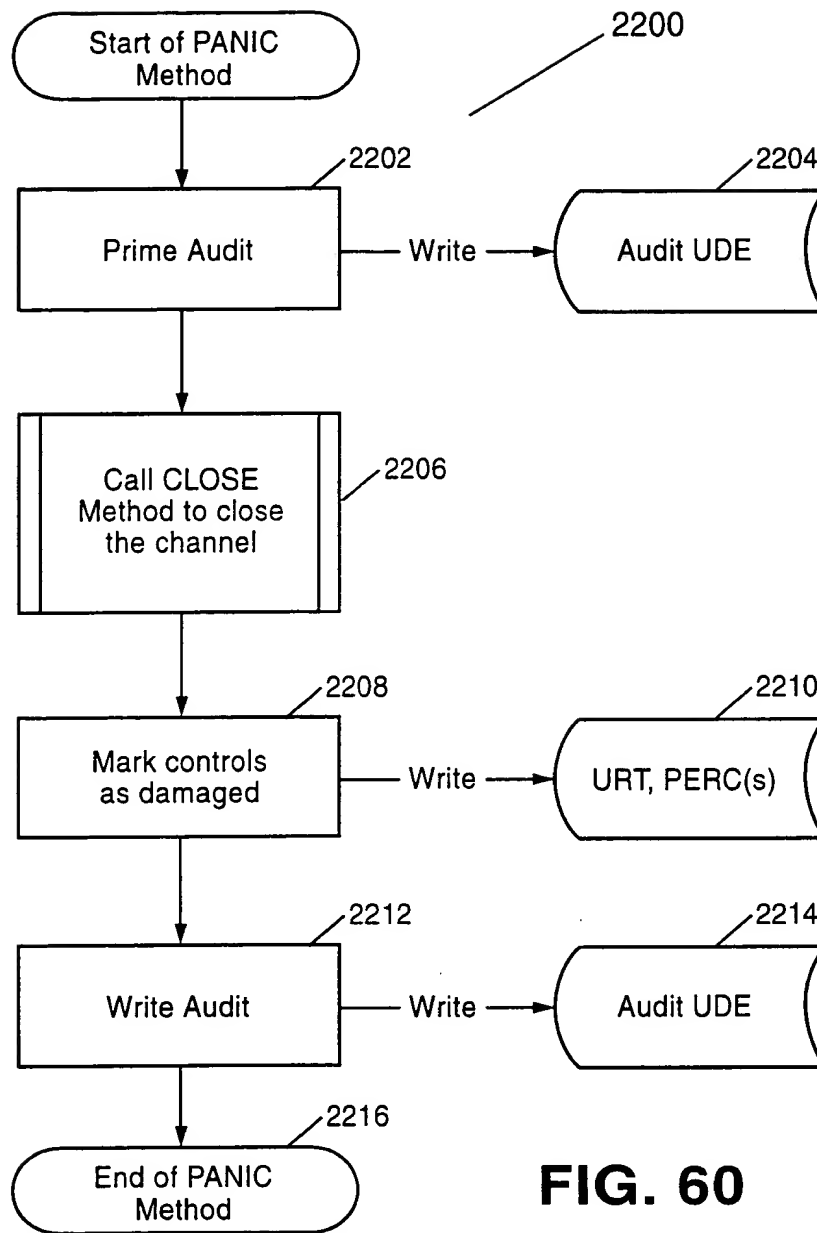 Start of PANIC
Method
2200
2202
2204
Prime Audit
Write
Audit UDE
Call CLOSE
Method to close
the channel
2206
2208
2210
Mark controls
as damaged
Write
URT, PERC(s)
2212
2214
Write Audit
Write
Audit UDE
2216
End of PANIC
Method
FIG. 60